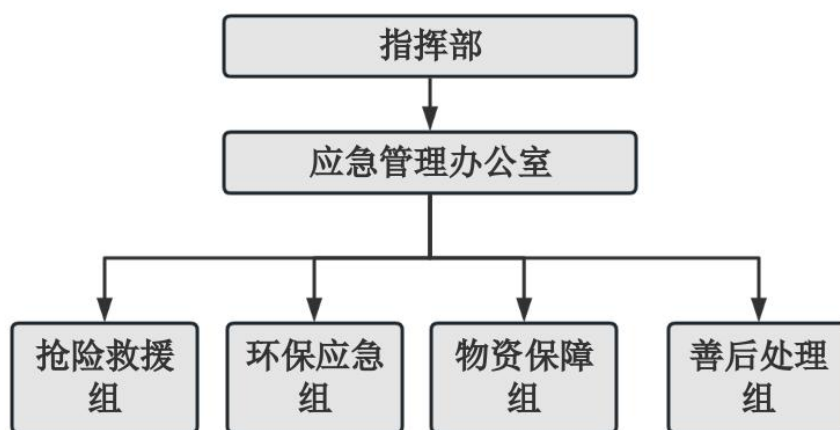 指挥部
应急管理办公室
抢险救援
组
环保应急
组
物资保障
组
善后处理
组